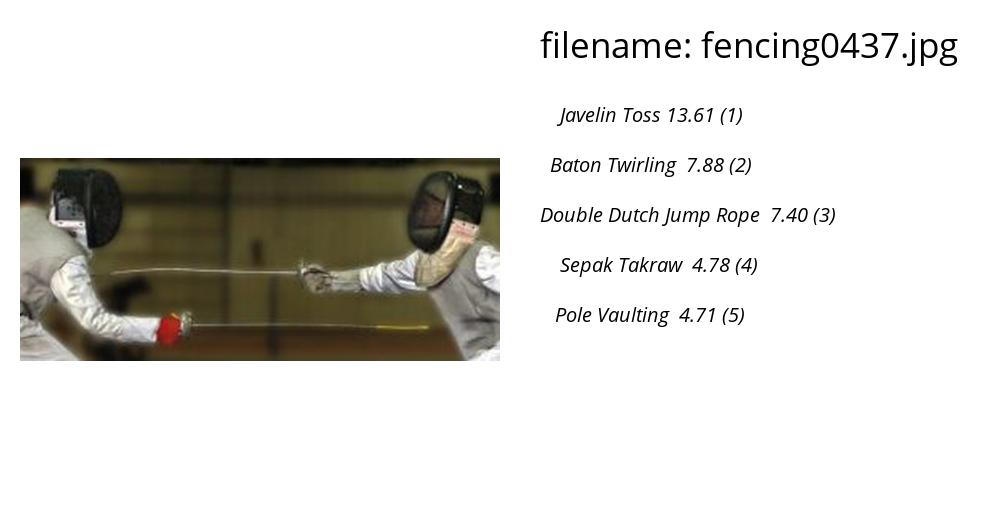 filename: fencing0437.jpg
Javelin Toss 13.61 (1)
Baton Twirling 7.88 (2)
Double Dutch Jump Rope 7.40 (3)
Sepak Takraw 4.78 (4)
Pole Vaulting 4.71 (5)